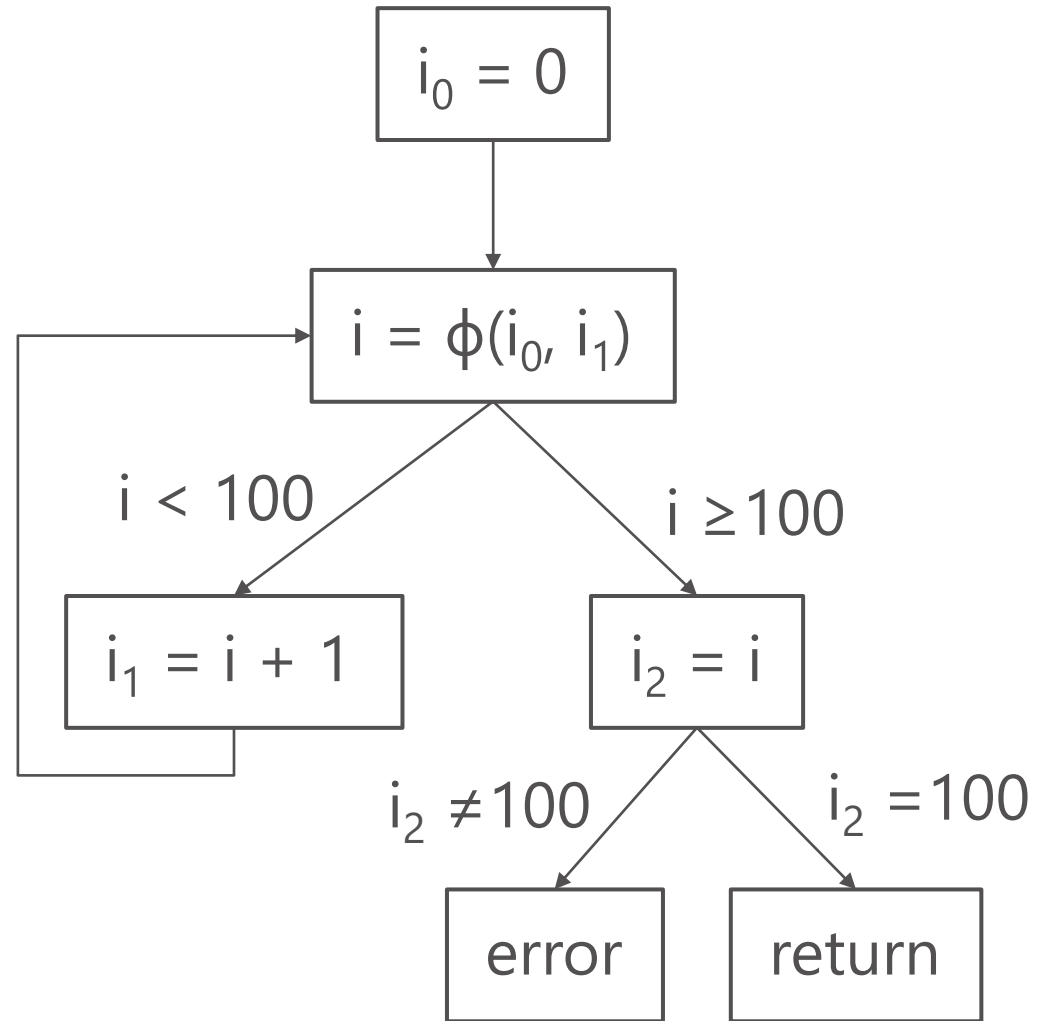 i₀ = 0
i = ϕ(i₀, i₁)
i < 100
i ≥100
i₁ = i + 1
i₂ = i
i₂ ≠100
i₂ =100
error
return